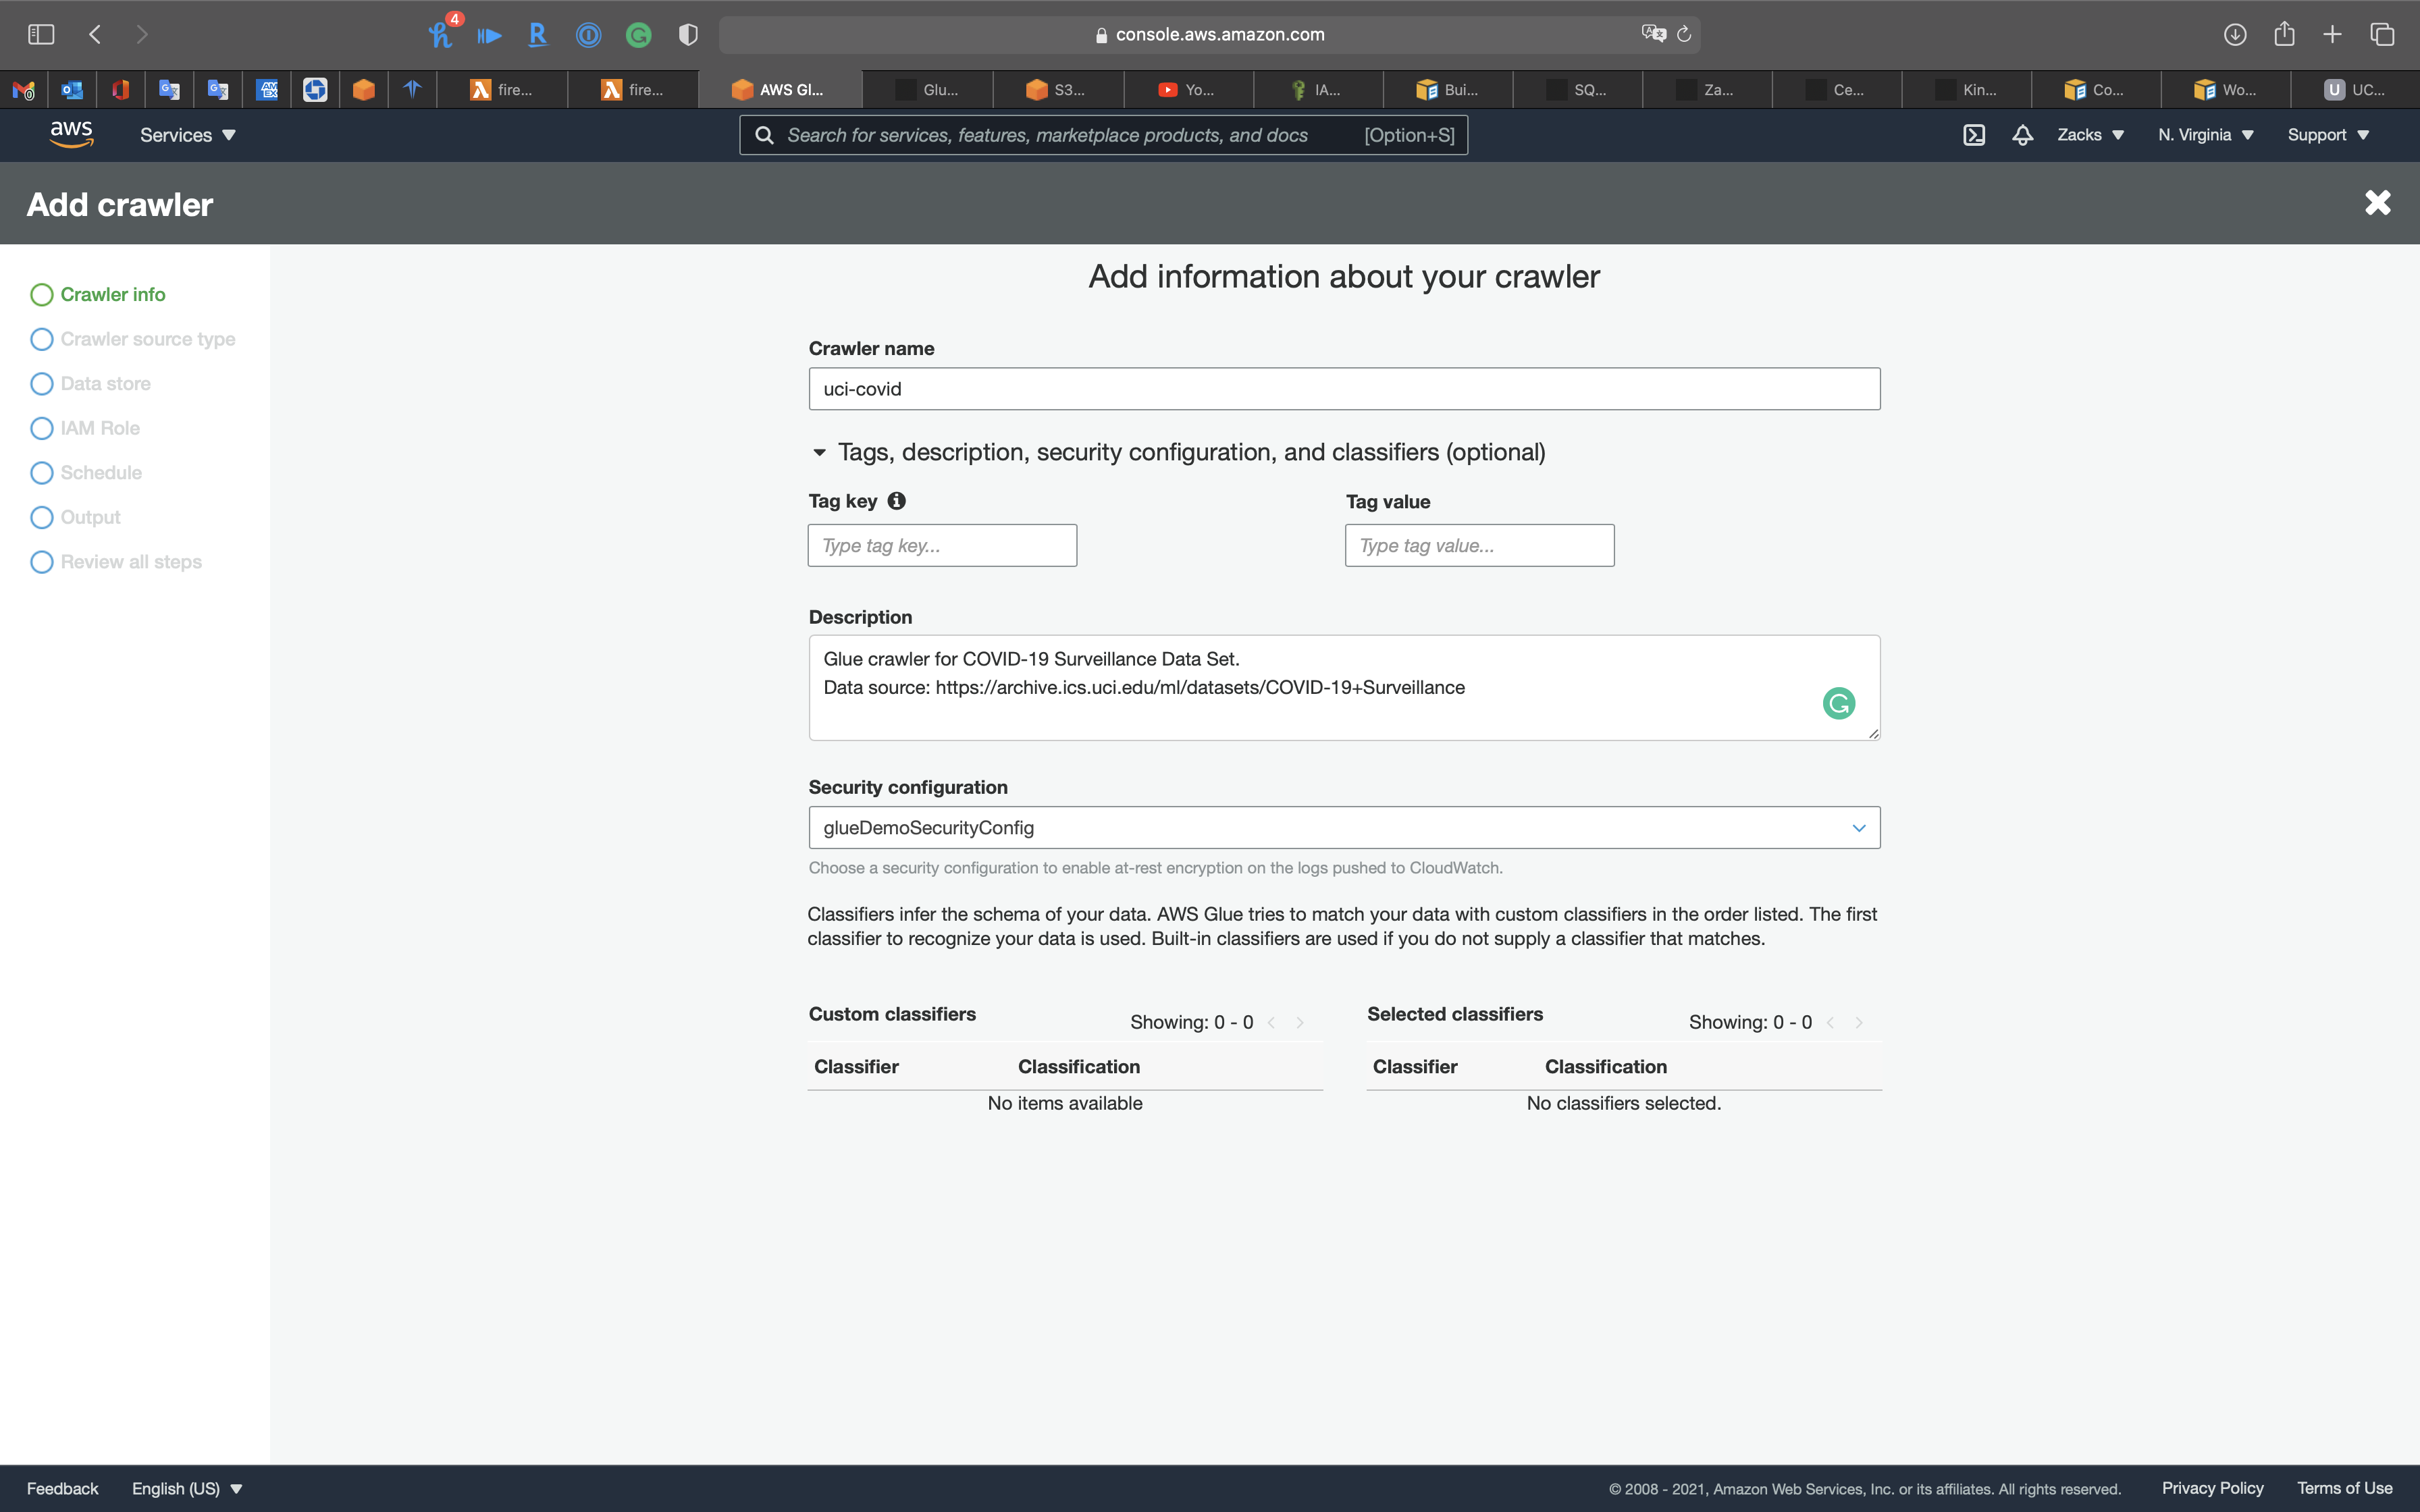 4
console.aws.amazon.com
fire...
fire...
AWS Gl...
Glu...
S3...
Yo...
IA...
Bui...
SQ...
Za...
Ce...
Kin...
Co...
Wo...
U UC...
aws
Services
Search for services, features, marketplace products, and docs [Option+S]
Zacks
N. Virginia
Support
Add crawler
Crawler info
Crawler source type
Data store
IAM Role
Schedule
Output
Review all steps
Add information about your crawler
Crawler name
uci-covid
Tags, description, security configuration, and classifiers (optional)
Tag key
Tag value
Type tag key...
Type tag value...
Description
Glue crawler for COVID-19 Surveillance Data Set.
Data source: https://archive.ics.uci.edu/ml/datasets/COVID-19+Surveillance
Security configuration
glueDemoSecurityConfig
Choose a security configuration to enable at-rest encryption on the logs pushed to CloudWatch.
Classifiers infer the schema of your data. AWS Glue tries to match your data with custom classifiers in the order listed. The first
classifier to recognize your data is used. Built-in classifiers are used if you do not supply a classifier that matches.
Custom classifiers
Showing: 0 - 0
Classifier Classification
No items available
Selected classifiers
Showing: 0 - 0
Classifier Classification
No classifiers selected.
Feedback
English (US)
© 2008 - 2021, Amazon Web Services, Inc. or its affiliates. All rights reserved.
Privacy Policy
Terms of Use